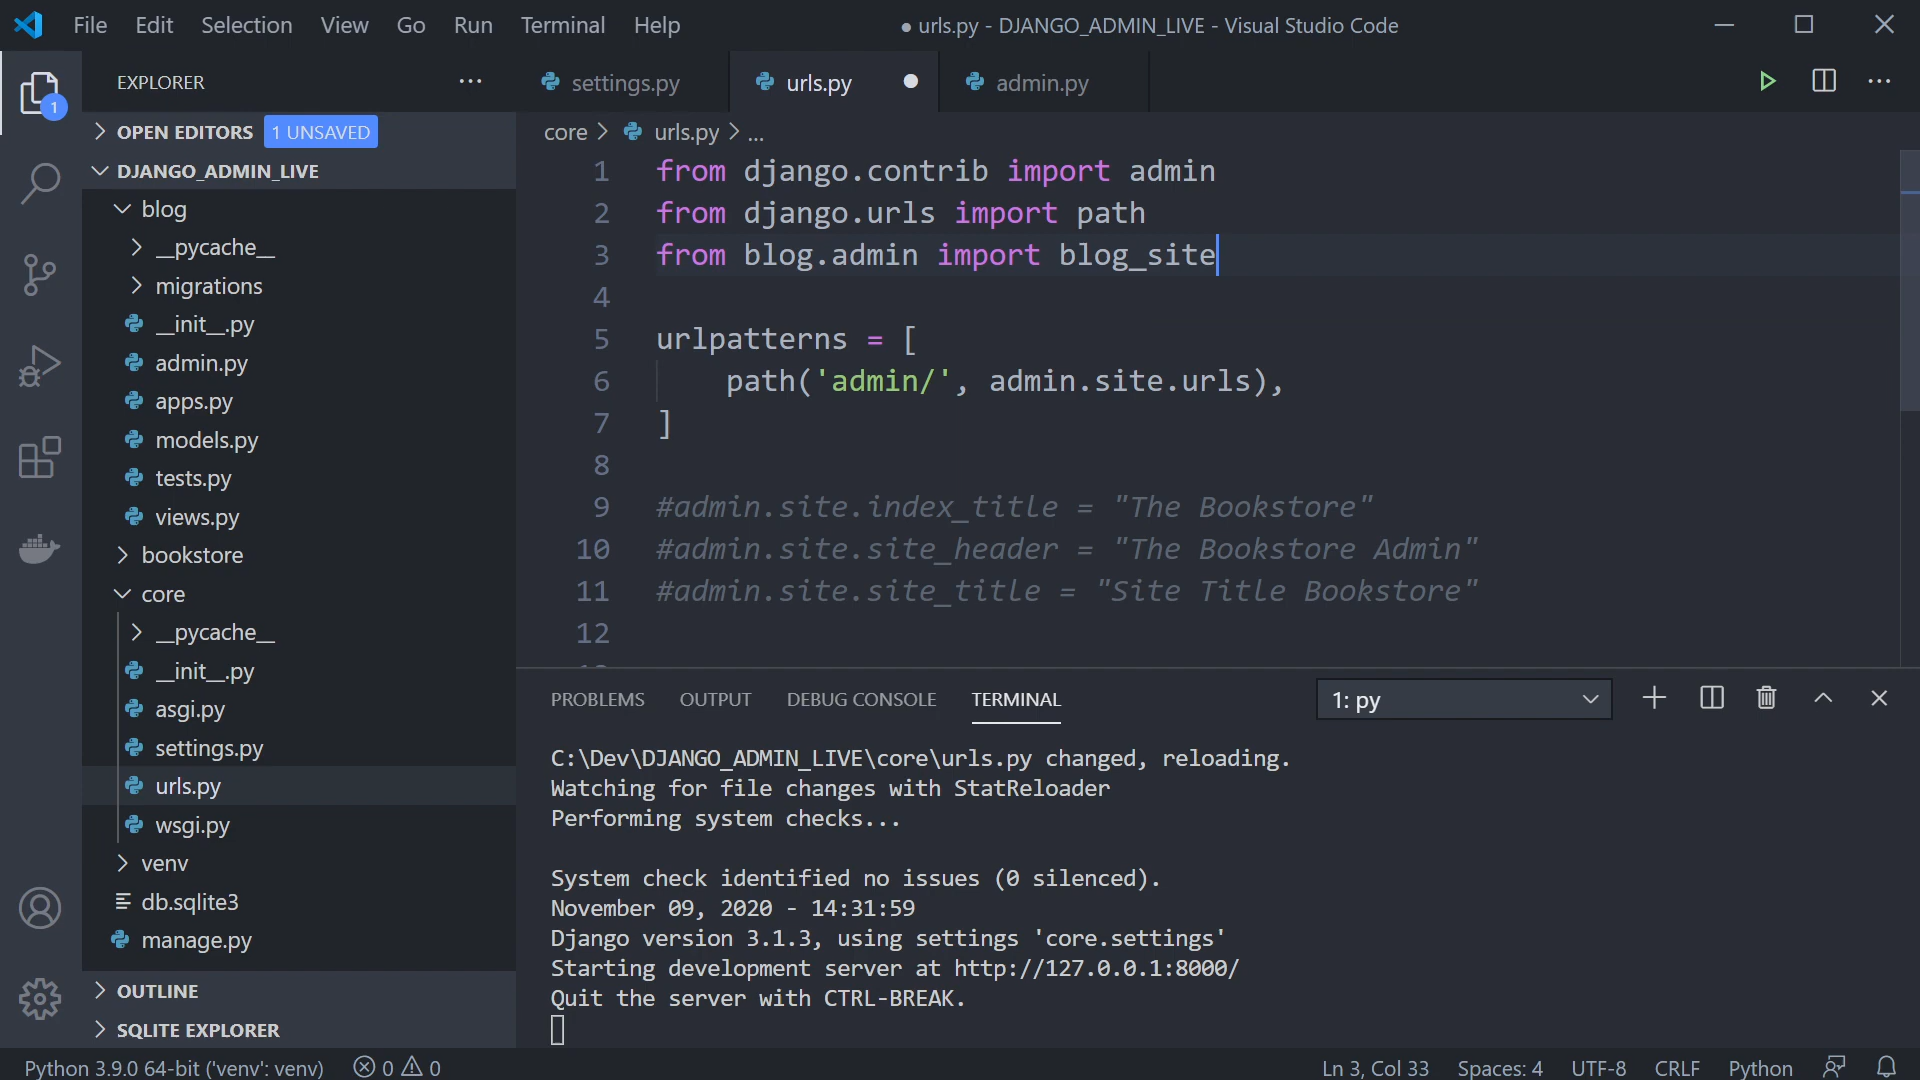 File Edit Selection View Go Run Terminal Help
● urls.py - DJANGO_ADMIN_LIVE - Visual Studio Code
EXPLORER
1
OPEN EDITORS 1 UNSAVED
DJANGO_ADMIN_LIVE
blog
__pycache__
migrations
__init__.py
admin.py
apps.py
models.py
tests.py
views.py
bookstore
core
__pycache__
__init__.py
asgi.py
settings.py
urls.py
wsgi.py
venv
db.sqlite3
manage.py
OUTLINE
SQLITE EXPLORER
settings.py urls.py admin.py
core > urls.py > ...
1 from django.contrib import admin
2 from django.urls import path
3 from blog.admin import blog_site
4
5 urlpatterns = [
6 path('admin/', admin.site.urls),
7 ]
8
9 #admin.site.index_title = "The Bookstore"
10 #admin.site.site_header = "The Bookstore Admin"
11 #admin.site.site_title = "Site Title Bookstore"
12
PROBLEMS OUTPUT DEBUG CONSOLE TERMINAL 1: py
C:\Dev\DJANGO_ADMIN_LIVE\core\urls.py changed, reloading.
Watching for file changes with StatReloader
Performing system checks...
System check identified no issues (0 silenced).
November 09, 2020 - 14:31:59
Django version 3.1.3, using settings 'core.settings'
Starting development server at http://127.0.0.1:8000/
Quit the server with CTRL-BREAK.
Python 3.9.0 64-bit ('venv': venv) 0 0 Ln 3, Col 33 Spaces: 4 UTF-8 CRLF Python